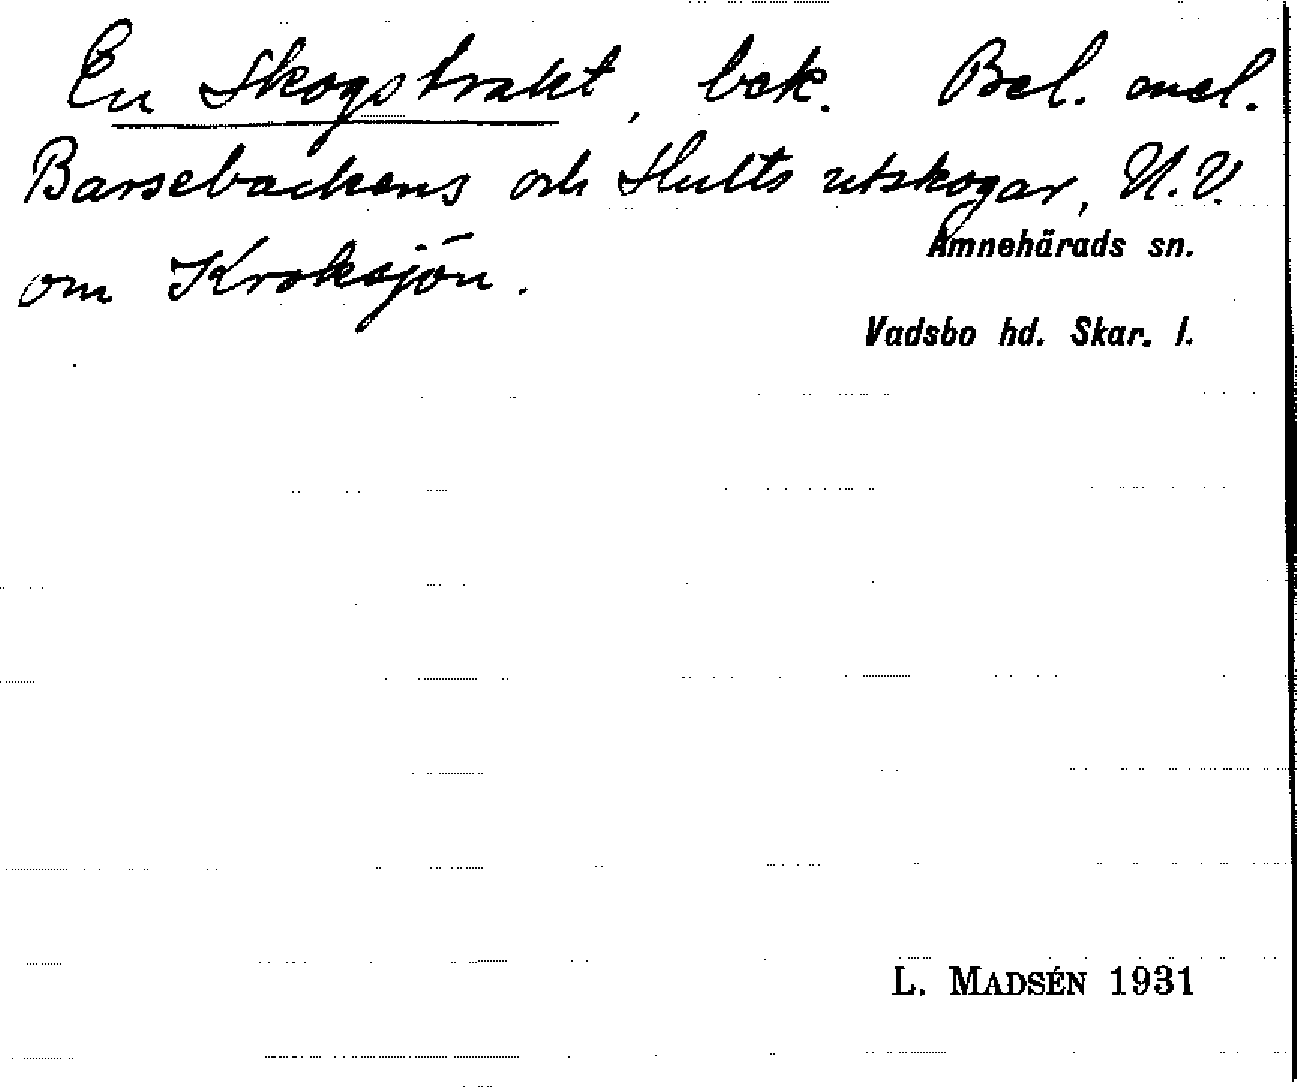 En Skogstrakt, bek. Bel. mel.
Barsebackens och Hults utskogar, N.V.
om Kroksjön.
Amnehärads sn.
Vadsbo hd. Skar. l.
L. MADSÉN 1931